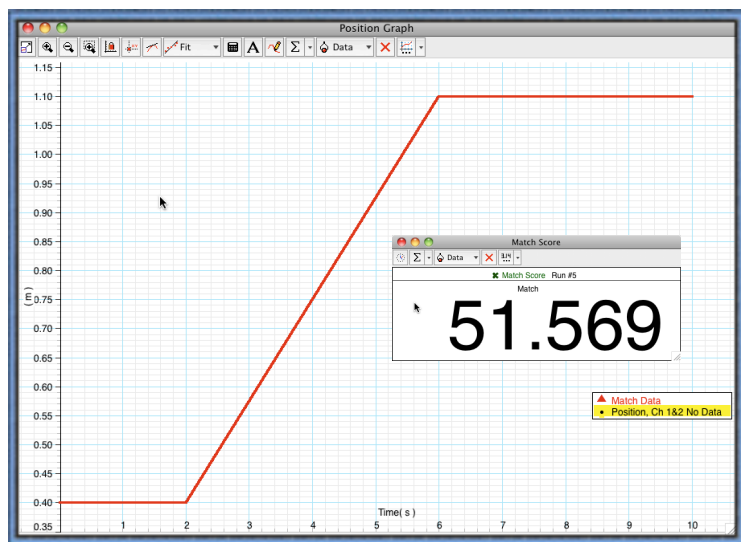 Position Graph
Fit
A
Σ
Data
1.15
1.10
1.05
1.00
0.95
0.90
0.85
0.80
0.75
0.70
0.65
0.60
0.55
0.50
0.45
0.40
0.35
(m)
Match Score
Σ
Data
3.14
Match Score Run #5
Match
51.569
Match Data
Position, Ch 1&2 No Data
Time( s )
1 2 3 4 5 6 7 8 9 10